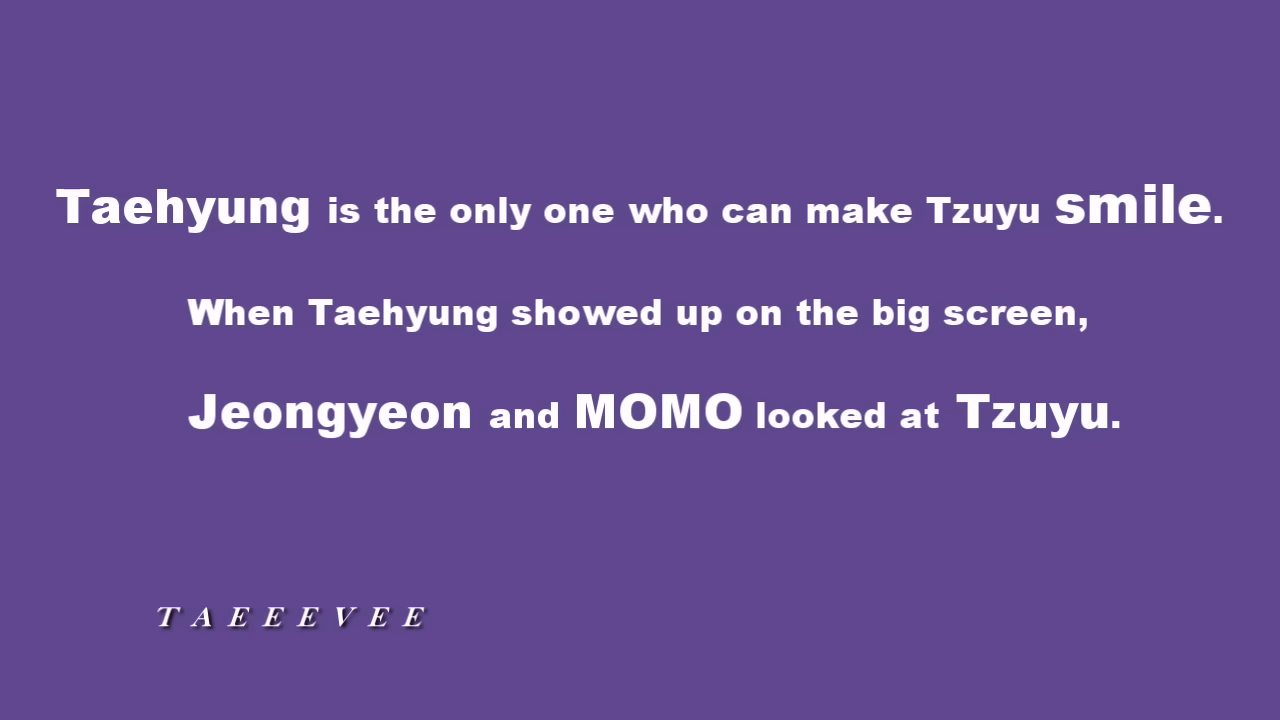 Taehyung is the only one who can make Tzuyu smile.
When Taehyung showed up on the big screen,
Jeongyeon and MOMO looked at Tzuyu.
T A E E E V E E